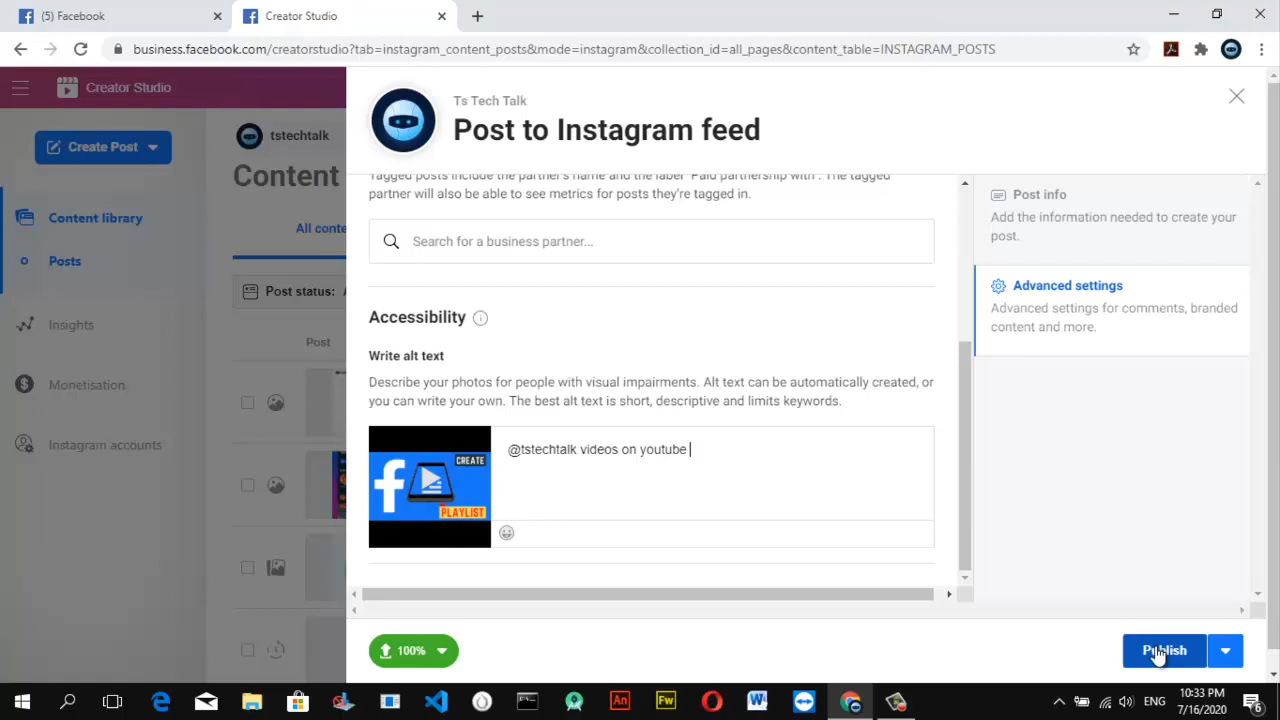 (5) Facebook
Creator Studio
business.facebook.com/creatorstudio?tab=instagram_content_posts&mode=instagram&collection_id=all_pages&content_table=INSTAGRAM_POSTS
Creator Studio
Create Post
Content library
Posts
Insights
Monetisation
Instagram accounts
tstechtalk
Content
All conte
Post status:
Post
Ts Tech Talk
Post to Instagram feed
Tagged posts include the partner's name and the label 'Paid partnership with'. The tagged
partner will also be able to see metrics for posts they're tagged in.
Search for a business partner...
Accessibility
Write alt text
Describe your photos for people with visual impairments. Alt text can be automatically created, or
you can write your own. The best alt text is short, descriptive and limits keywords.
CREATE
PLAYLIST
@tstechtalk videos on youtube
Post info
Add the information needed to create your
post.
Advanced settings
Advanced settings for comments, branded
content and more.
100%
Publish
An
Fw
ENG
10:33 PM
7/16/2020
6